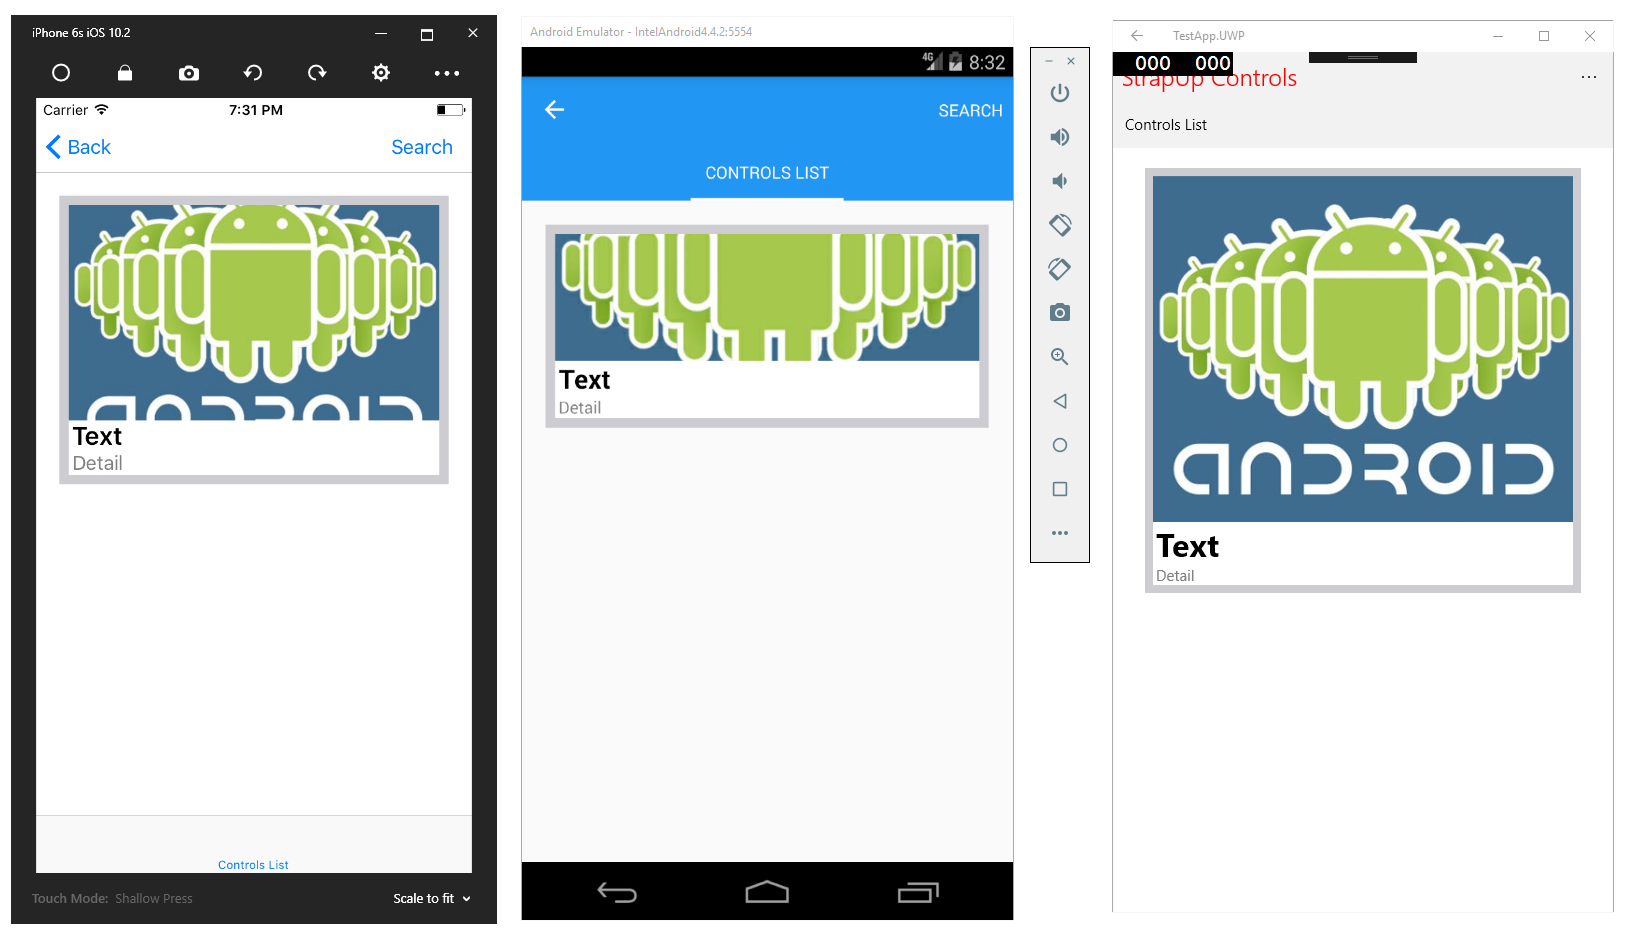 iPhone 6s iOS 10.2
Carrier
7:31 PM
Back
Search
ANDROID
Text
Detail
Controls List
Touch Mode: Shallow Press
Scale to fit
Android Emulator - IntelAndroid4.4.2:5554
4G
8:32
SEARCH
CONTROLS LIST
Text
Detail
TestApp.UWP
000 000
StrapUp Controls
Controls List
ANDROID
Text
Detail